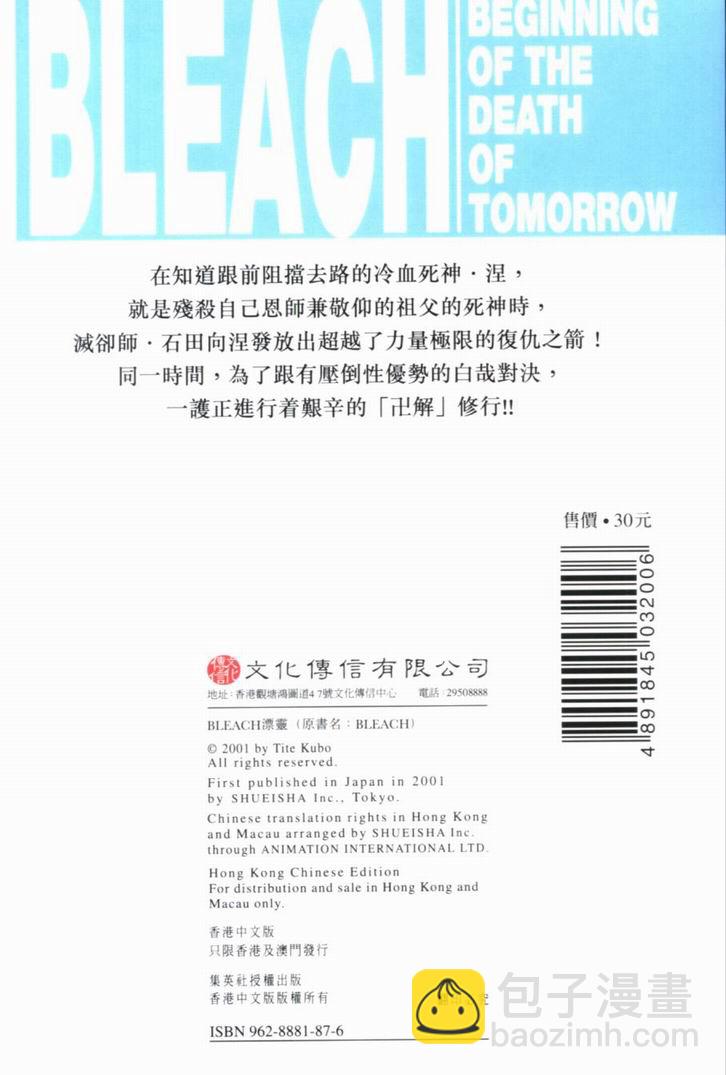 BLEACH
BEGINNING
OF THE
DEATH
OF
TOMORROW
在知道跟前阻擋去路的冷血死神．涅，
就是殘殺自己恩師兼敬仰的祖父的死神時，
滅卻師．石田向涅發放出超越了力量極限的復仇之箭！
同一時間，為了跟有壓倒性優勢的白哉對決，
一護正進行着艱辛的「卍解」修行!!
售價•30元
4 891845 032006
文化傳信
文化傳信有限公司
地址：香港觀塘鴻圖道47號文化傳信中心 電話：29508888
BLEACH漂靈（原書名：BLEACH）
© 2001 by Tite Kubo
All rights reserved.
First published in Japan in 2001
by SHUEISHA Inc., Tokyo.
Chinese translation rights in Hong Kong
and Macau arranged by SHUEISHA Inc.
through ANIMATION INTERNATIONAL LTD.
Hong Kong Chinese Edition
For distribution and sale in Hong Kong and
Macau only.
香港中文版
只限香港及澳門發行
集英社授權出版
香港中文版版權所有
ISBN 962-8881-87-6
包子漫畫
baozimh.com